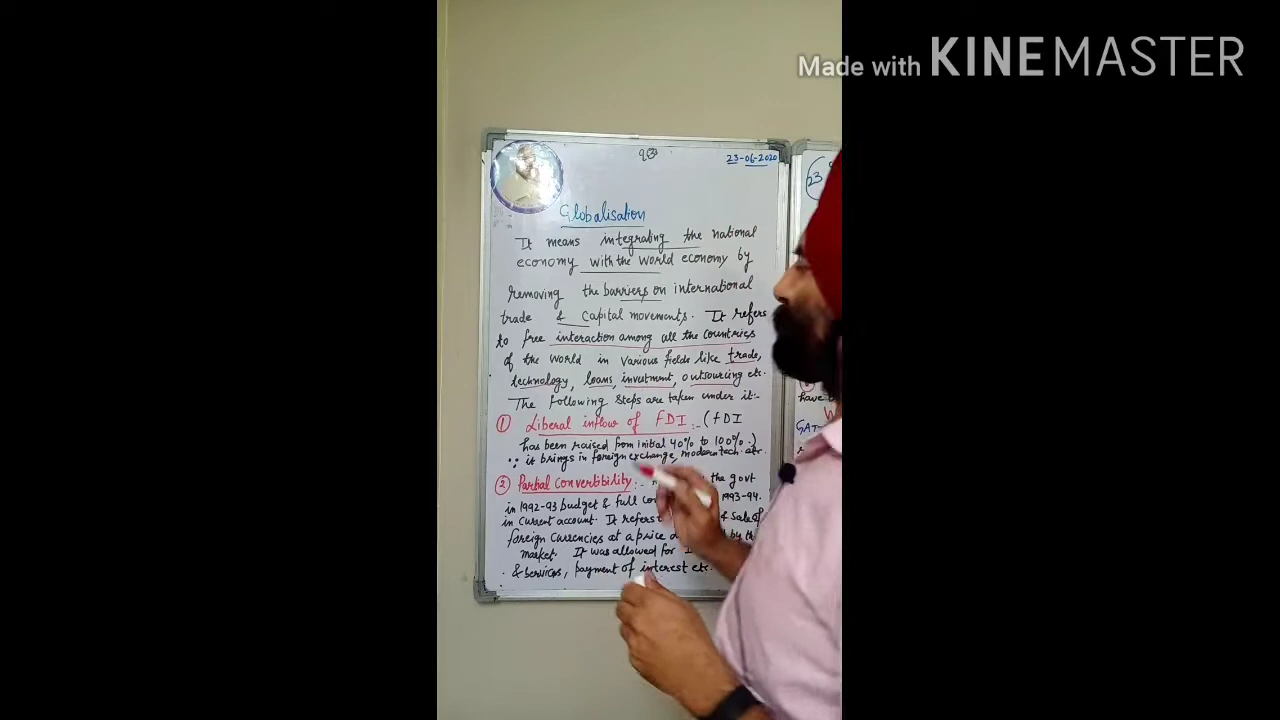 Made with KINEMASTER
ੴ
23-06-2020
23
Globalisation
It means integrating the national
economy with the world economy by
removing the barriers on international
trade & capital movements. It refers
to free interaction among all the countries
of the world in various fields like trade,
technology, loans, investment, outsourcing etc.
The following steps are taken under it:-
① Liberal inflow of FDI :- (FDI
has been raised from initial 40% to 100%.)
∵ it brings in foreign exchange, modern tech. etc.
② Partial Convertibility :- the govt
in 1992-93 budget & full 1993-94.
in current account. It refers & sale of
foreign currencies at a price by
market. It was allowed for
& services, payment of interest etc.
have
GAT